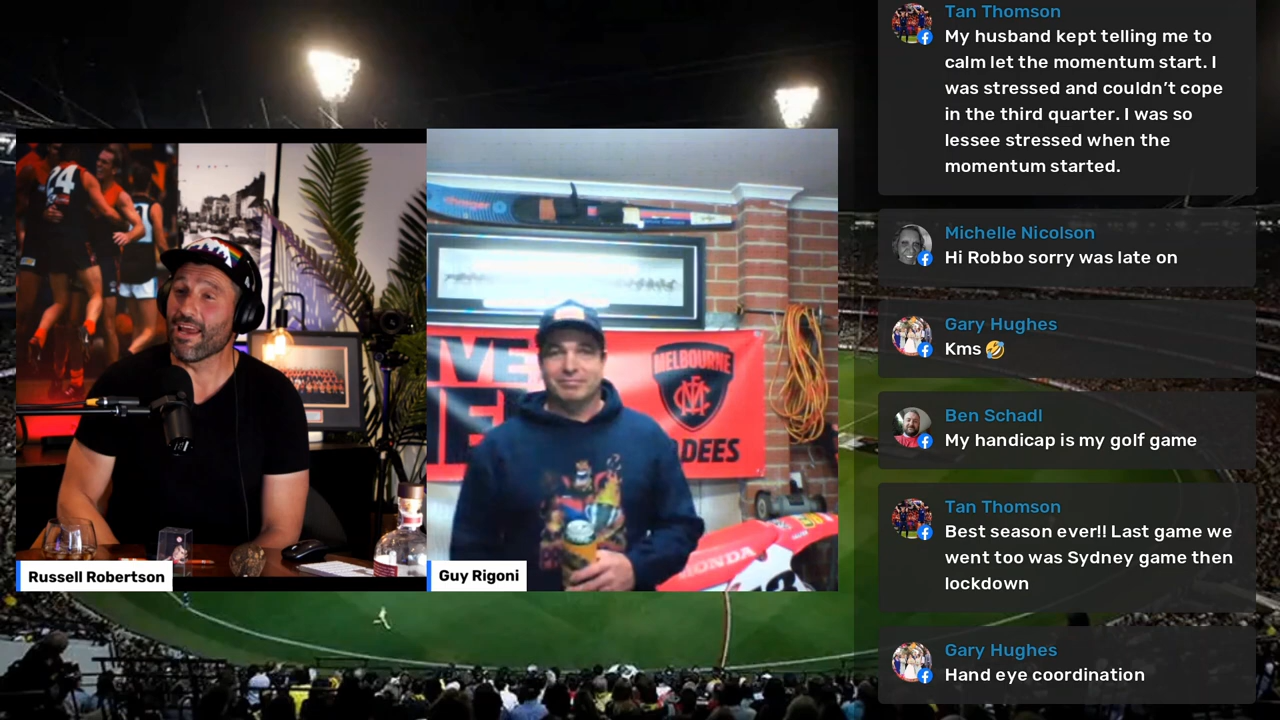 24
MELBOURNE
MFC
DEES
HONDA
Russell Robertson
Guy Rigoni
Tan Thomson
My husband kept telling me to
calm let the momentum start. I
was stressed and couldn’t cope
in the third quarter. I was so
lessee stressed when the
momentum started.
Michelle Nicolson
Hi Robbo sorry was late on
Gary Hughes
Kms 🤣
Ben Schadl
My handicap is my golf game
Tan Thomson
Best season ever!! Last game we
went too was Sydney game then
lockdown
Gary Hughes
Hand eye coordination